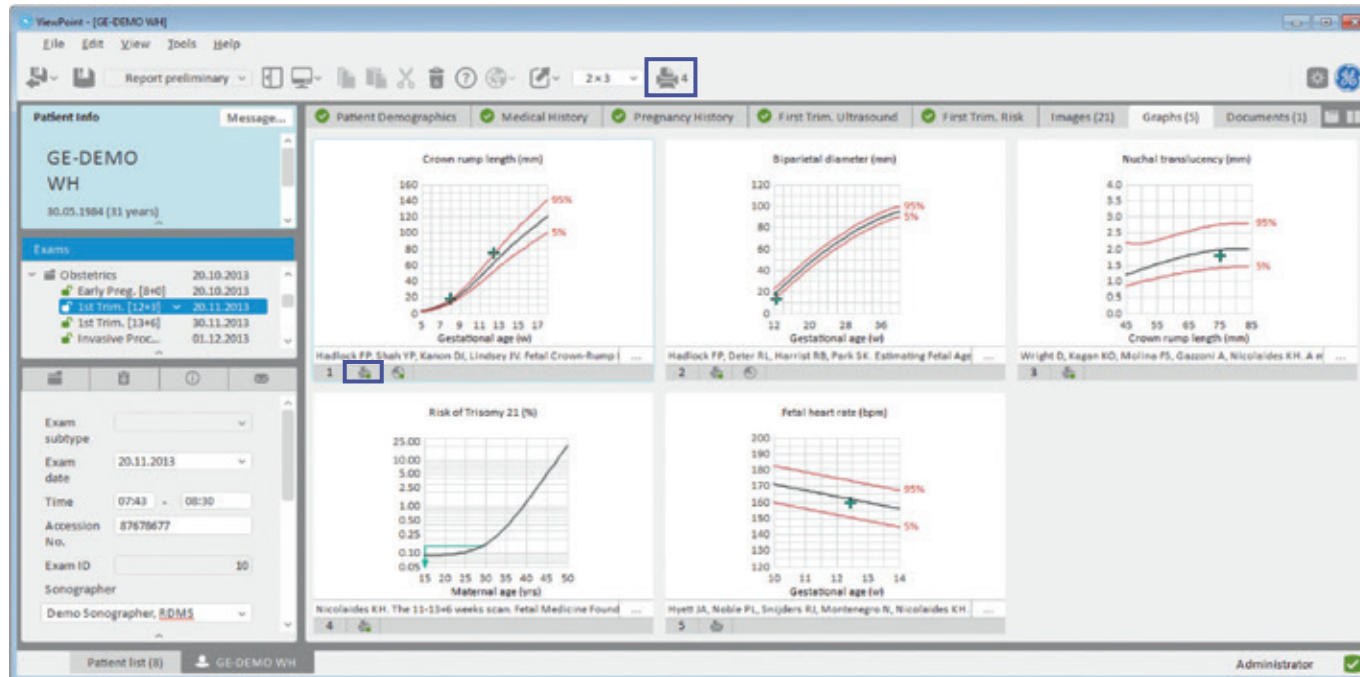 ViewPoint - [GE-DEMO WH]
File Edit View Tools Help
Report preliminary 2×3 4
Patient Info Message...
GE-DEMO
WH
30.05.1984 (31 years)
Exams
Obstetrics 20.10.2013
Early Preg. [8+0] 20.10.2013
1st Trim. [12+3] 20.11.2013
1st Trim. [13+6] 30.11.2013
Invasive Proc... 01.12.2013
Exam
subtype
Exam
date
20.11.2013
Time 07:43 - 08:30
Accession
No.
87678677
Exam ID 10
Sonographer
Demo Sonographer, RDMS
Patient Demographics Medical History Pregnancy History First Trim. Ultrasound First Trim. Risk Images (21) Graphs (5) Documents (1)
Crown rump length (mm)
160
140
120
100
80
60
40
20
0
95%
5%
5 7 9 11 13 15 17
Gestational age (w)
Hadlock FP, Shah YP, Kanon DJ, Lindsey JV. Fetal Crown-Rump l ...
1
Biparietal diameter (mm)
120
100
80
60
40
20
0
95%
5%
12 20 28 36
Gestational age (w)
Hadlock FP, Deter RL, Harrist RB, Park SK. Estimating Fetal Age ...
2
Nuchal translucency (mm)
4.0
3.5
3.0
2.5
2.0
1.5
1.0
0.5
0.0
95%
5%
45 55 65 75 85
Crown rump length (mm)
Wright D, Kagan KO, Molina FS, Gazzoni A, Nicolaides KH. A m ...
3
Risk of Trisomy 21 (%)
25.00
10.00
5.00
2.50
1.00
0.50
0.25
0.10
0.05
15 20 25 30 35 40 45 50
Maternal age (yrs)
Nicolaides KH. The 11-13+6 weeks scan. Fetal Medicine Found ...
4
Fetal heart rate (bpm)
200
190
180
170
160
150
140
130
120
95%
5%
10 11 12 13 14
Gestational age (w)
Hyett JA, Noble PL, Snijders RJ, Montenegro N, Nicolaides KH. ...
5
Patient list (8) GE-DEMO WH Administrator